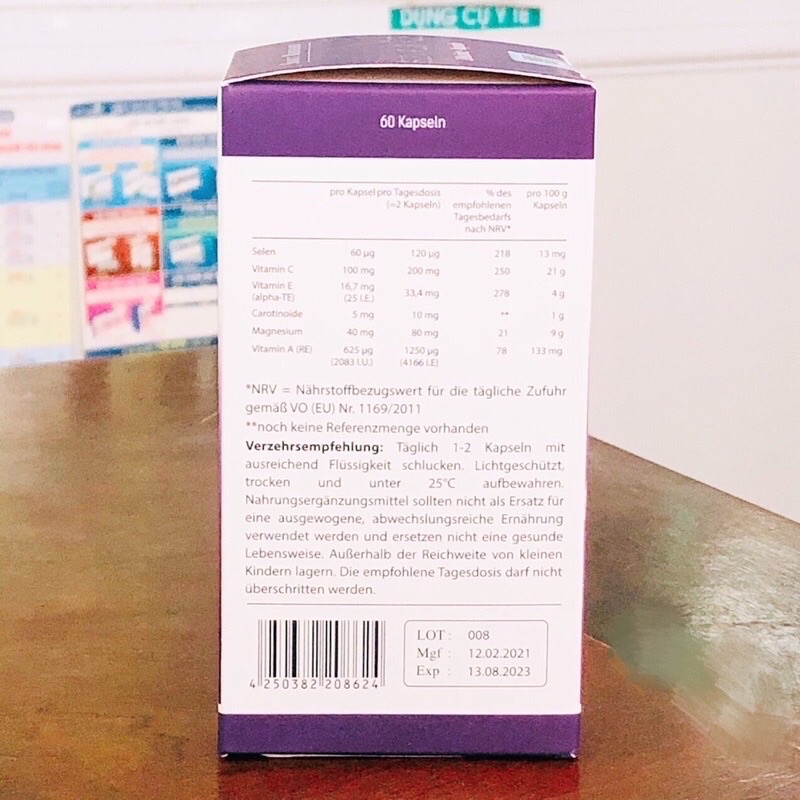 DỤNG CỤ Y tế
60 Kapseln
pro Kapsel pro Tagesdosis (=2 Kapseln) % des empfohlenen Tagesbedarfs nach NRV* pro 100 g Kapseln
Selen 60 µg 120 µg 218 13 mg
Vitamin C 100 mg 200 mg 250 21 g
Vitamin E (alpha-TE) 16,7 mg (25 I.E.) 33,4 mg 278 4 g
Carotinoide 5 mg 10 mg ** 1 g
Magnesium 40 mg 80 mg 21 9 g
Vitamin A (RE) 625 µg (2083 I.U.) 1250 µg (4166 I.E) 78 133 mg
*NRV = Nährstoffbezugswert für die tägliche Zufuhr
gemäß VO (EU) Nr. 1169/2011
**noch keine Referenzmenge vorhanden
Verzehrsempfehlung: Täglich 1-2 Kapseln mit
ausreichend Flüssigkeit schlucken. Lichtgeschützt,
trocken und unter 25°C aufbewahren.
Nahrungsergänzungsmittel sollten nicht als Ersatz für
eine ausgewogene, abwechslungsreiche Ernährung
verwendet werden und ersetzen nicht eine gesunde
Lebensweise. Außerhalb der Reichweite von kleinen
Kindern lagern. Die empfohlene Tagesdosis darf nicht
überschritten werden.
4 250382 208624
LOT : 008
Mgf : 12.02.2021
Exp : 13.08.2023